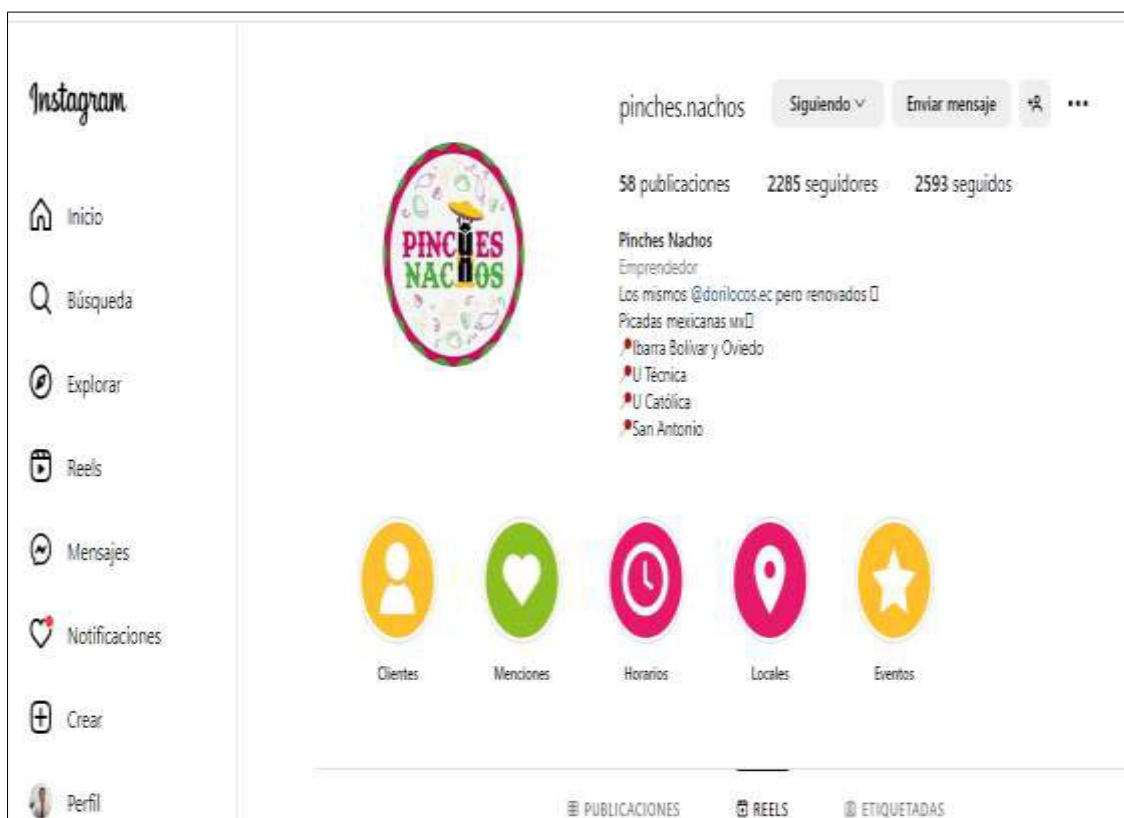 Instagram
Inicio
Búsqueda
Explorar
Reels
Mensajes
Notificaciones
Crear
Perfil
pinches.nachos Siguiendo Enviar mensaje
58 publicaciones 2285 seguidores 2593 seguidos
Pinches Nachos
Emprendedor
Los mismos @dorilocos.ec pero renovados
Picadas mexicanas MX
Ibarra Bolívar y Oviedo
U Técnica
U Católica
San Antonio
PINCHES
NACHOS
Clientes Menciones Horarios Locales Eventos
PUBLICACIONES REELS ETIQUETADAS